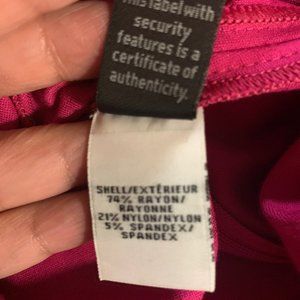 This label with
security
features is a
certificate of
authenticity.
SHELL/EXTÉRIEUR
74% RAYON/
RAYONNE
21% NYLON/NYLON
5% SPANDEX/
SPANDEX